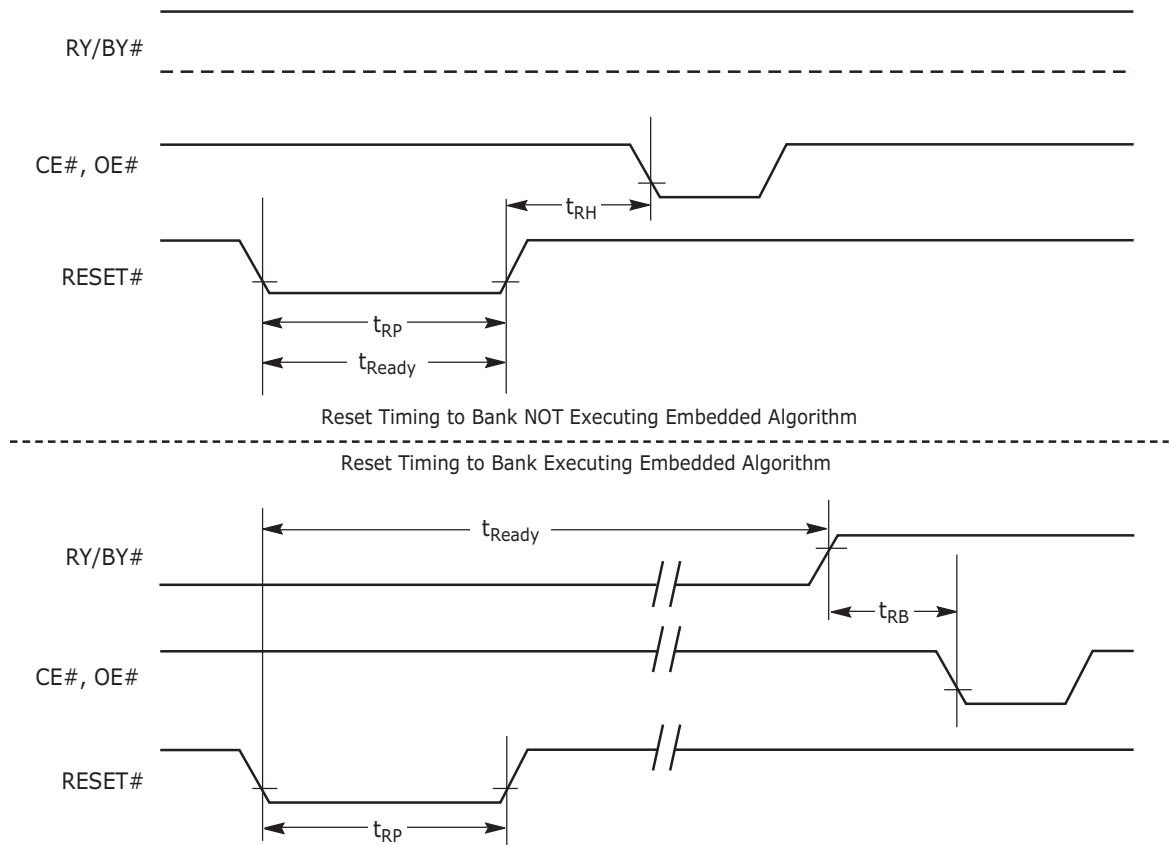 RY/BY#
CE#, OE#
tRH
RESET#
tRP
tReady
Reset Timing to Bank NOT Executing Embedded Algorithm
Reset Timing to Bank Executing Embedded Algorithm
tReady
RY/BY#
tRB
CE#, OE#
RESET#
tRP